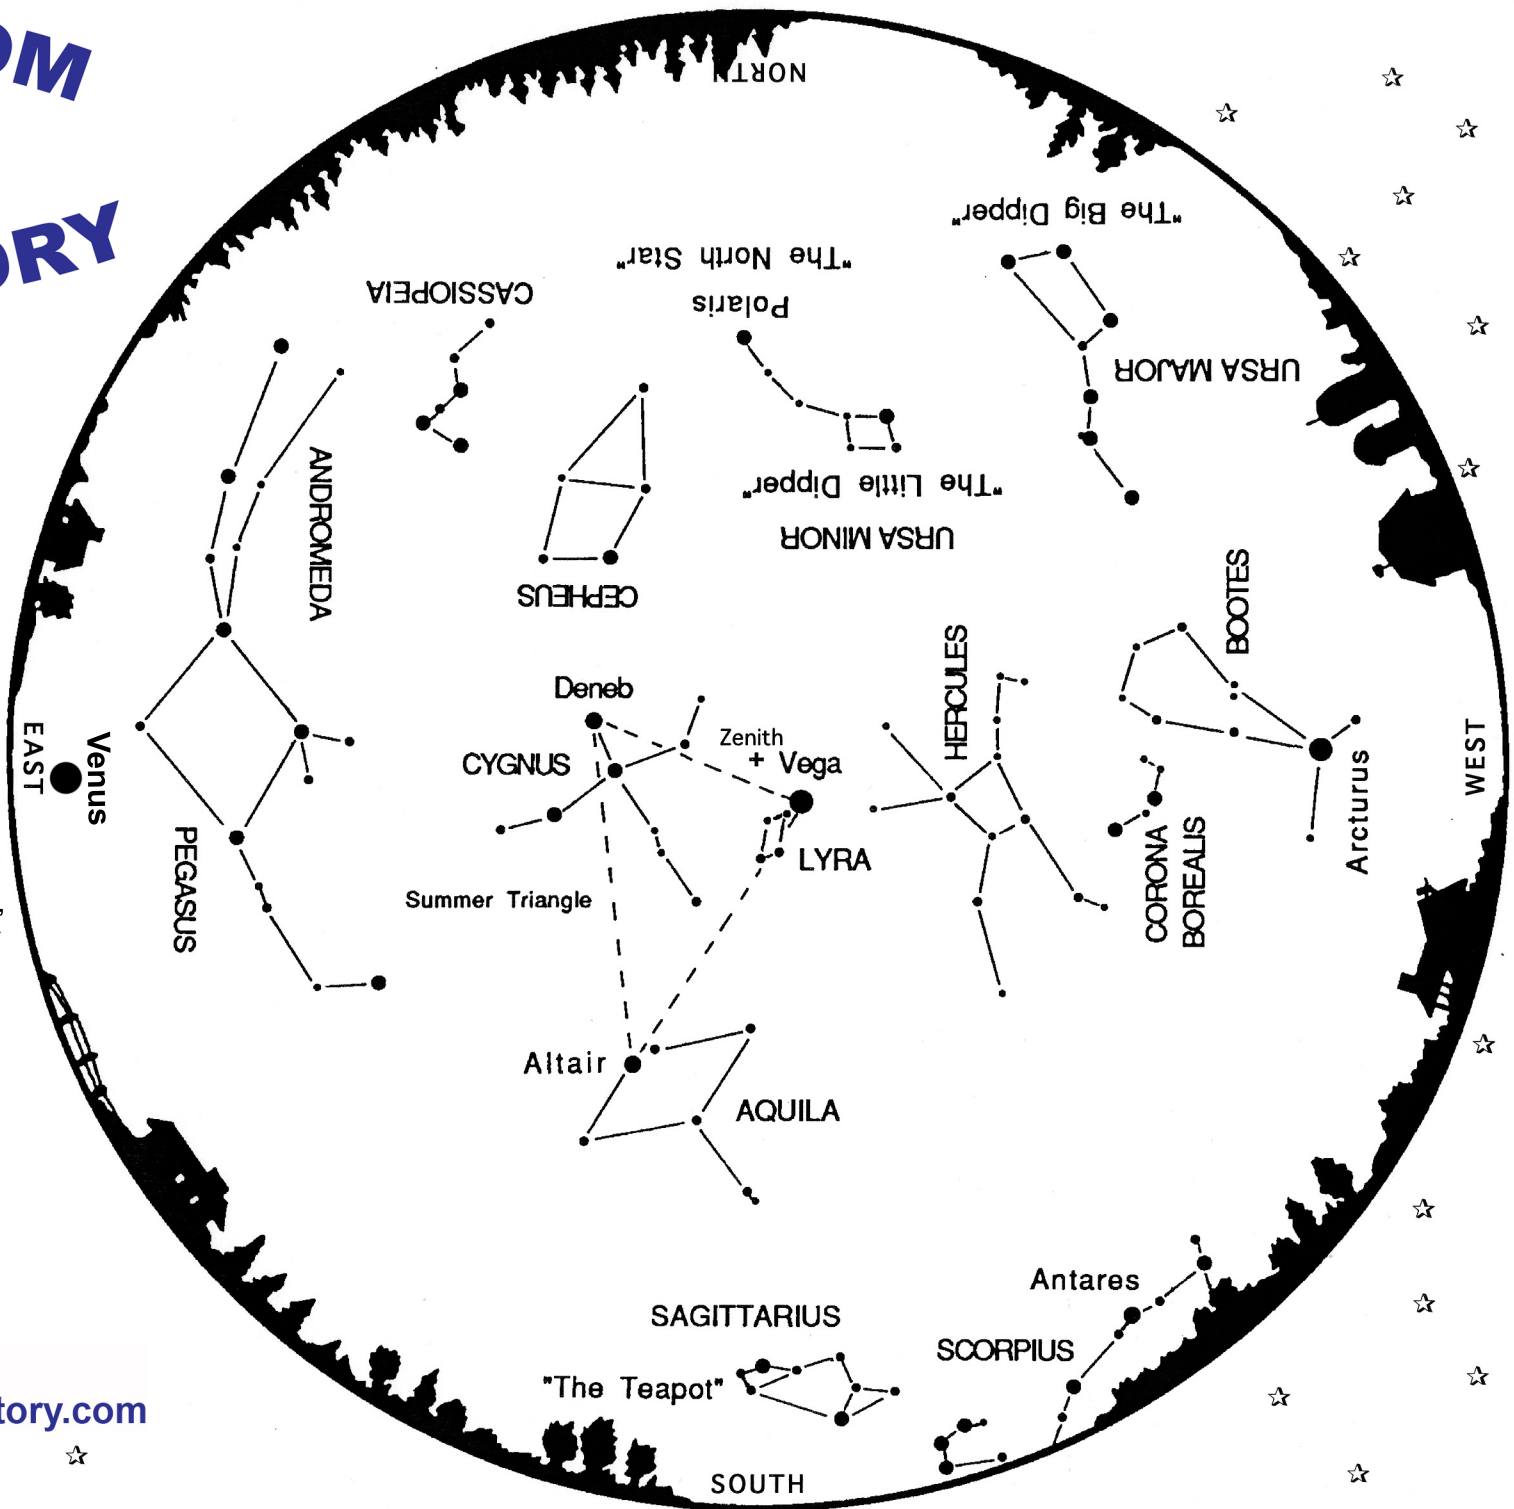 OM
ORY
NORTH
"The Big Dipper"
"The North Star"
Polaris
CASSIOPEIA
URSA MAJOR
ANDROMEDA
"The Little Dipper"
URSA MINOR
CEPHEUS
BOOTES
HERCULES
Deneb
Zenith
+ Vega
CYGNUS
EAST
Venus
WEST
Arcturus
PEGASUS
LYRA
CORONA
BOREALIS
Summer Triangle
Altair
AQUILA
Antares
SAGITTARIUS
SCORPIUS
"The Teapot"
tory.com
SOUTH